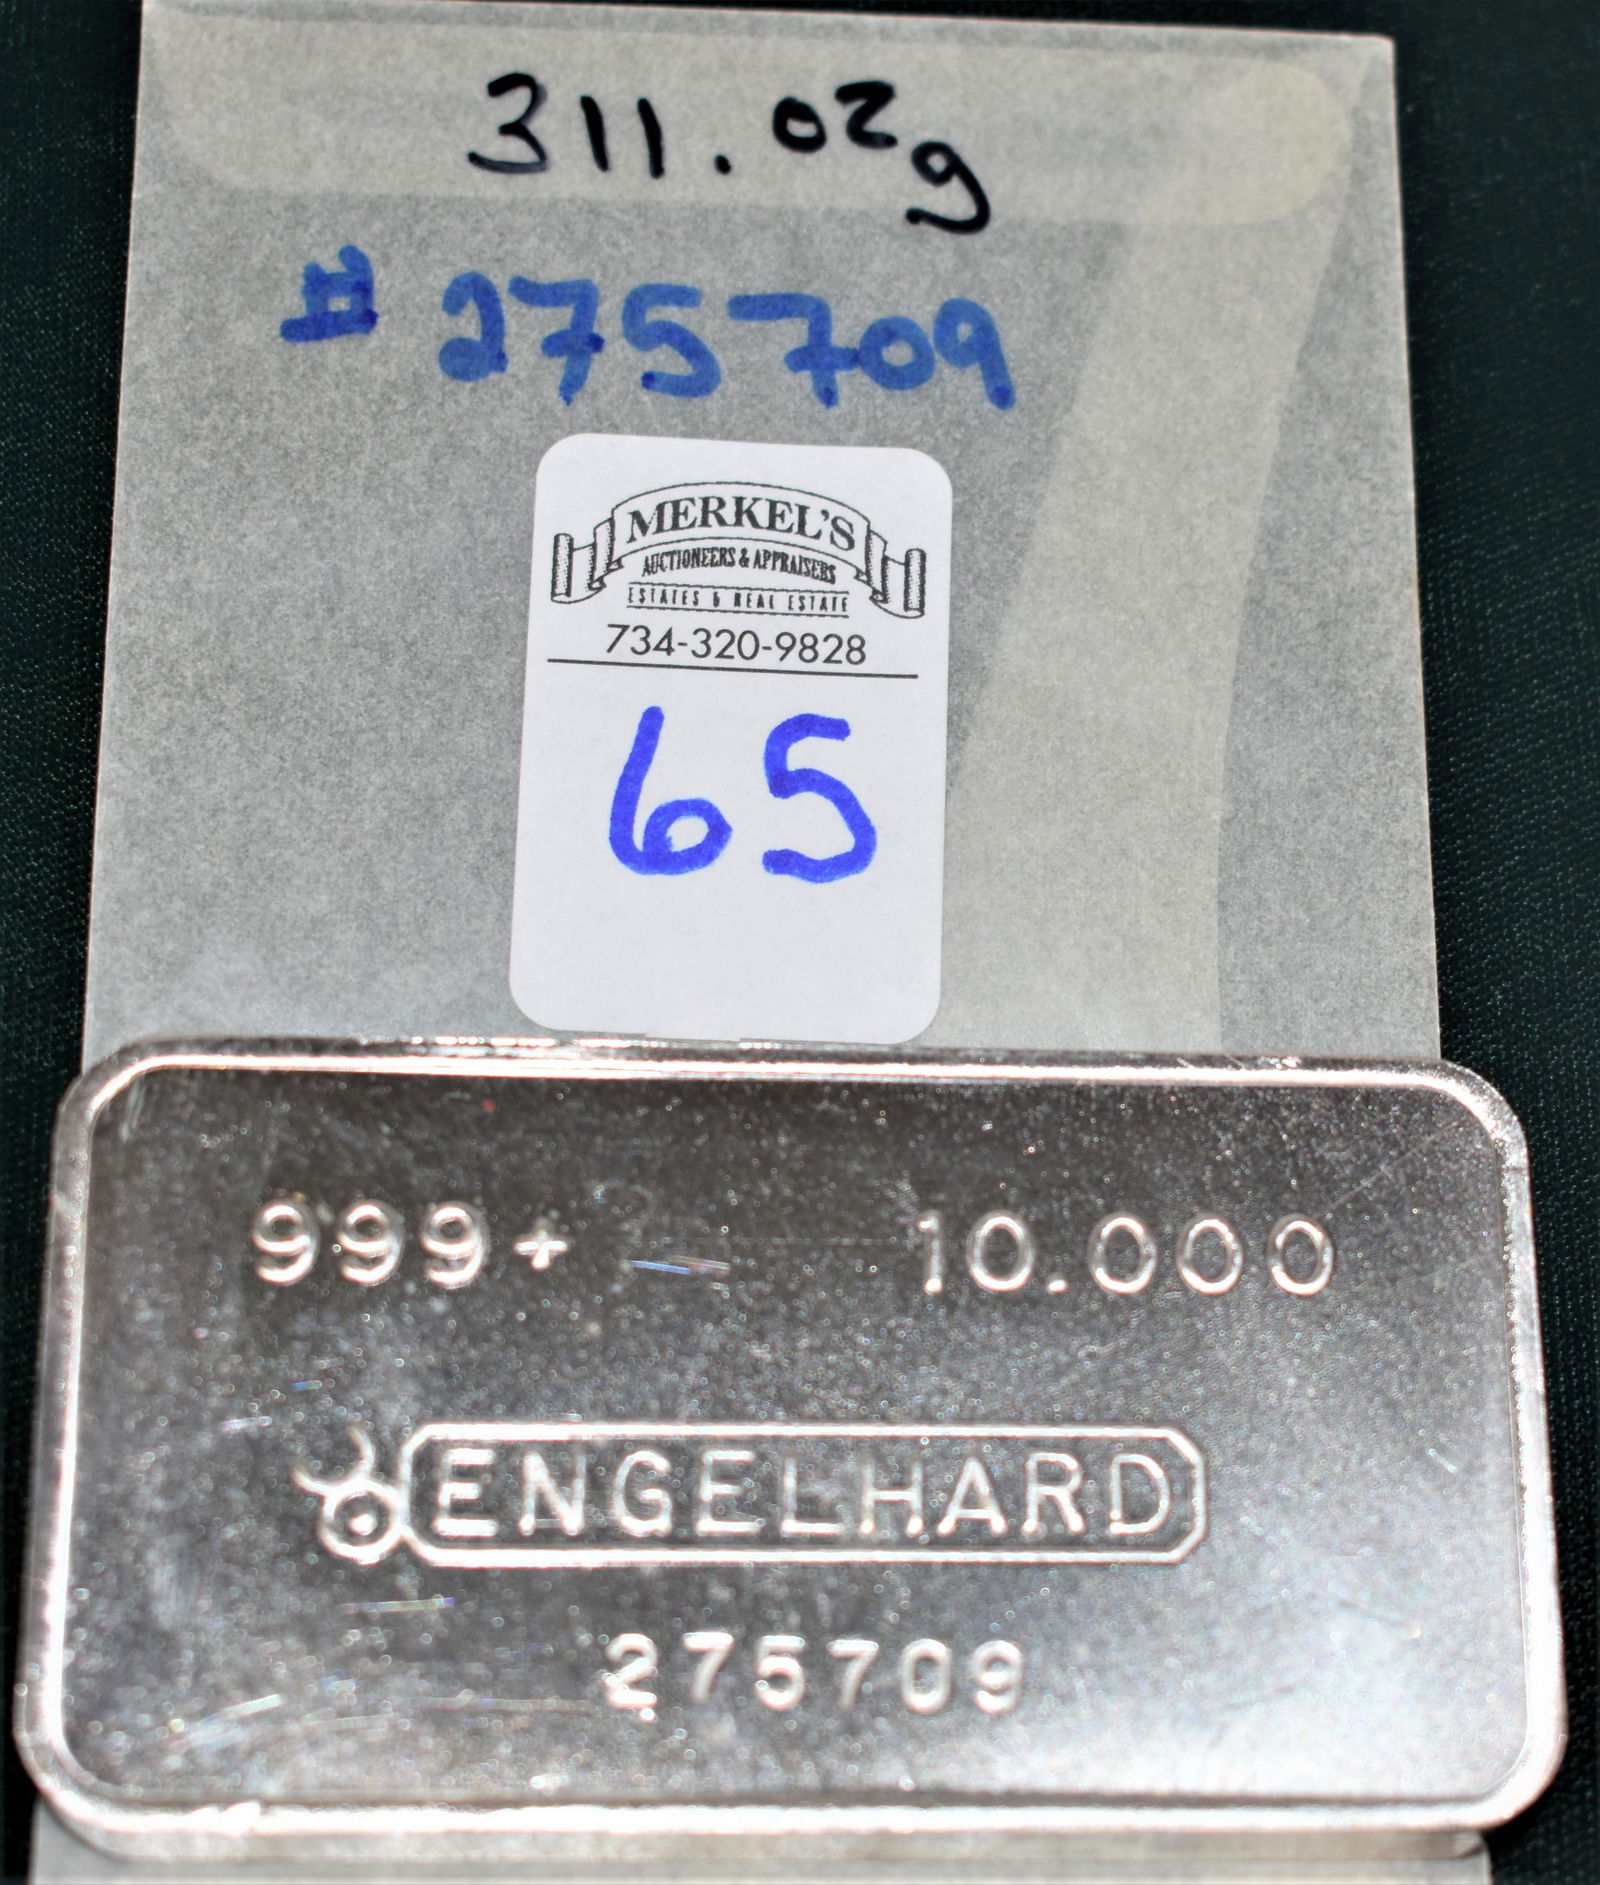 311.02g
# 275709
MERKEL'S
AUCTIONEERS & APPRAISERS
ESTATES & REAL ESTATE
734-320-9828
65
999+ 10.000
ENGELHARD
275709